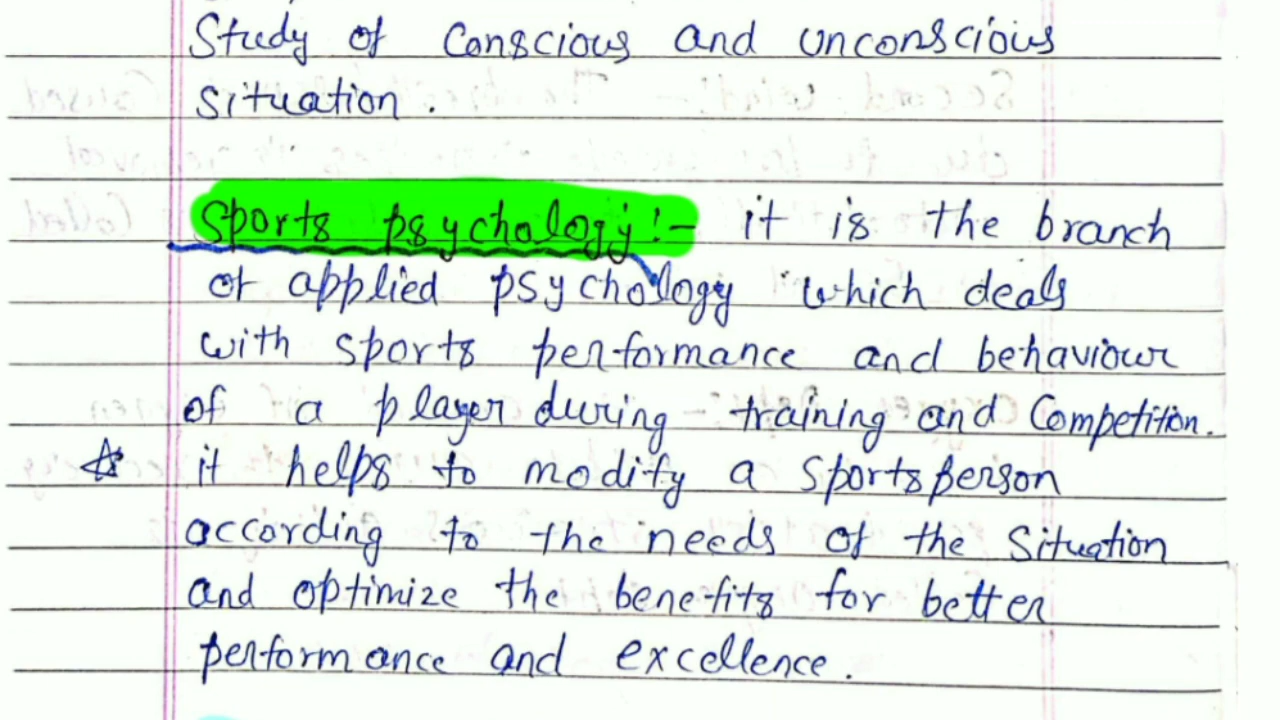 Study of Conscious and unconscious
situation.
Sports psychology:- it is the branch
of applied psychology which deals
with sports performance and behaviour
of a player during training and Competition.
☆ it helps to modify a Sportsperson
according to the needs of the Situation
and optimize the benefits for better
performance and excellence.